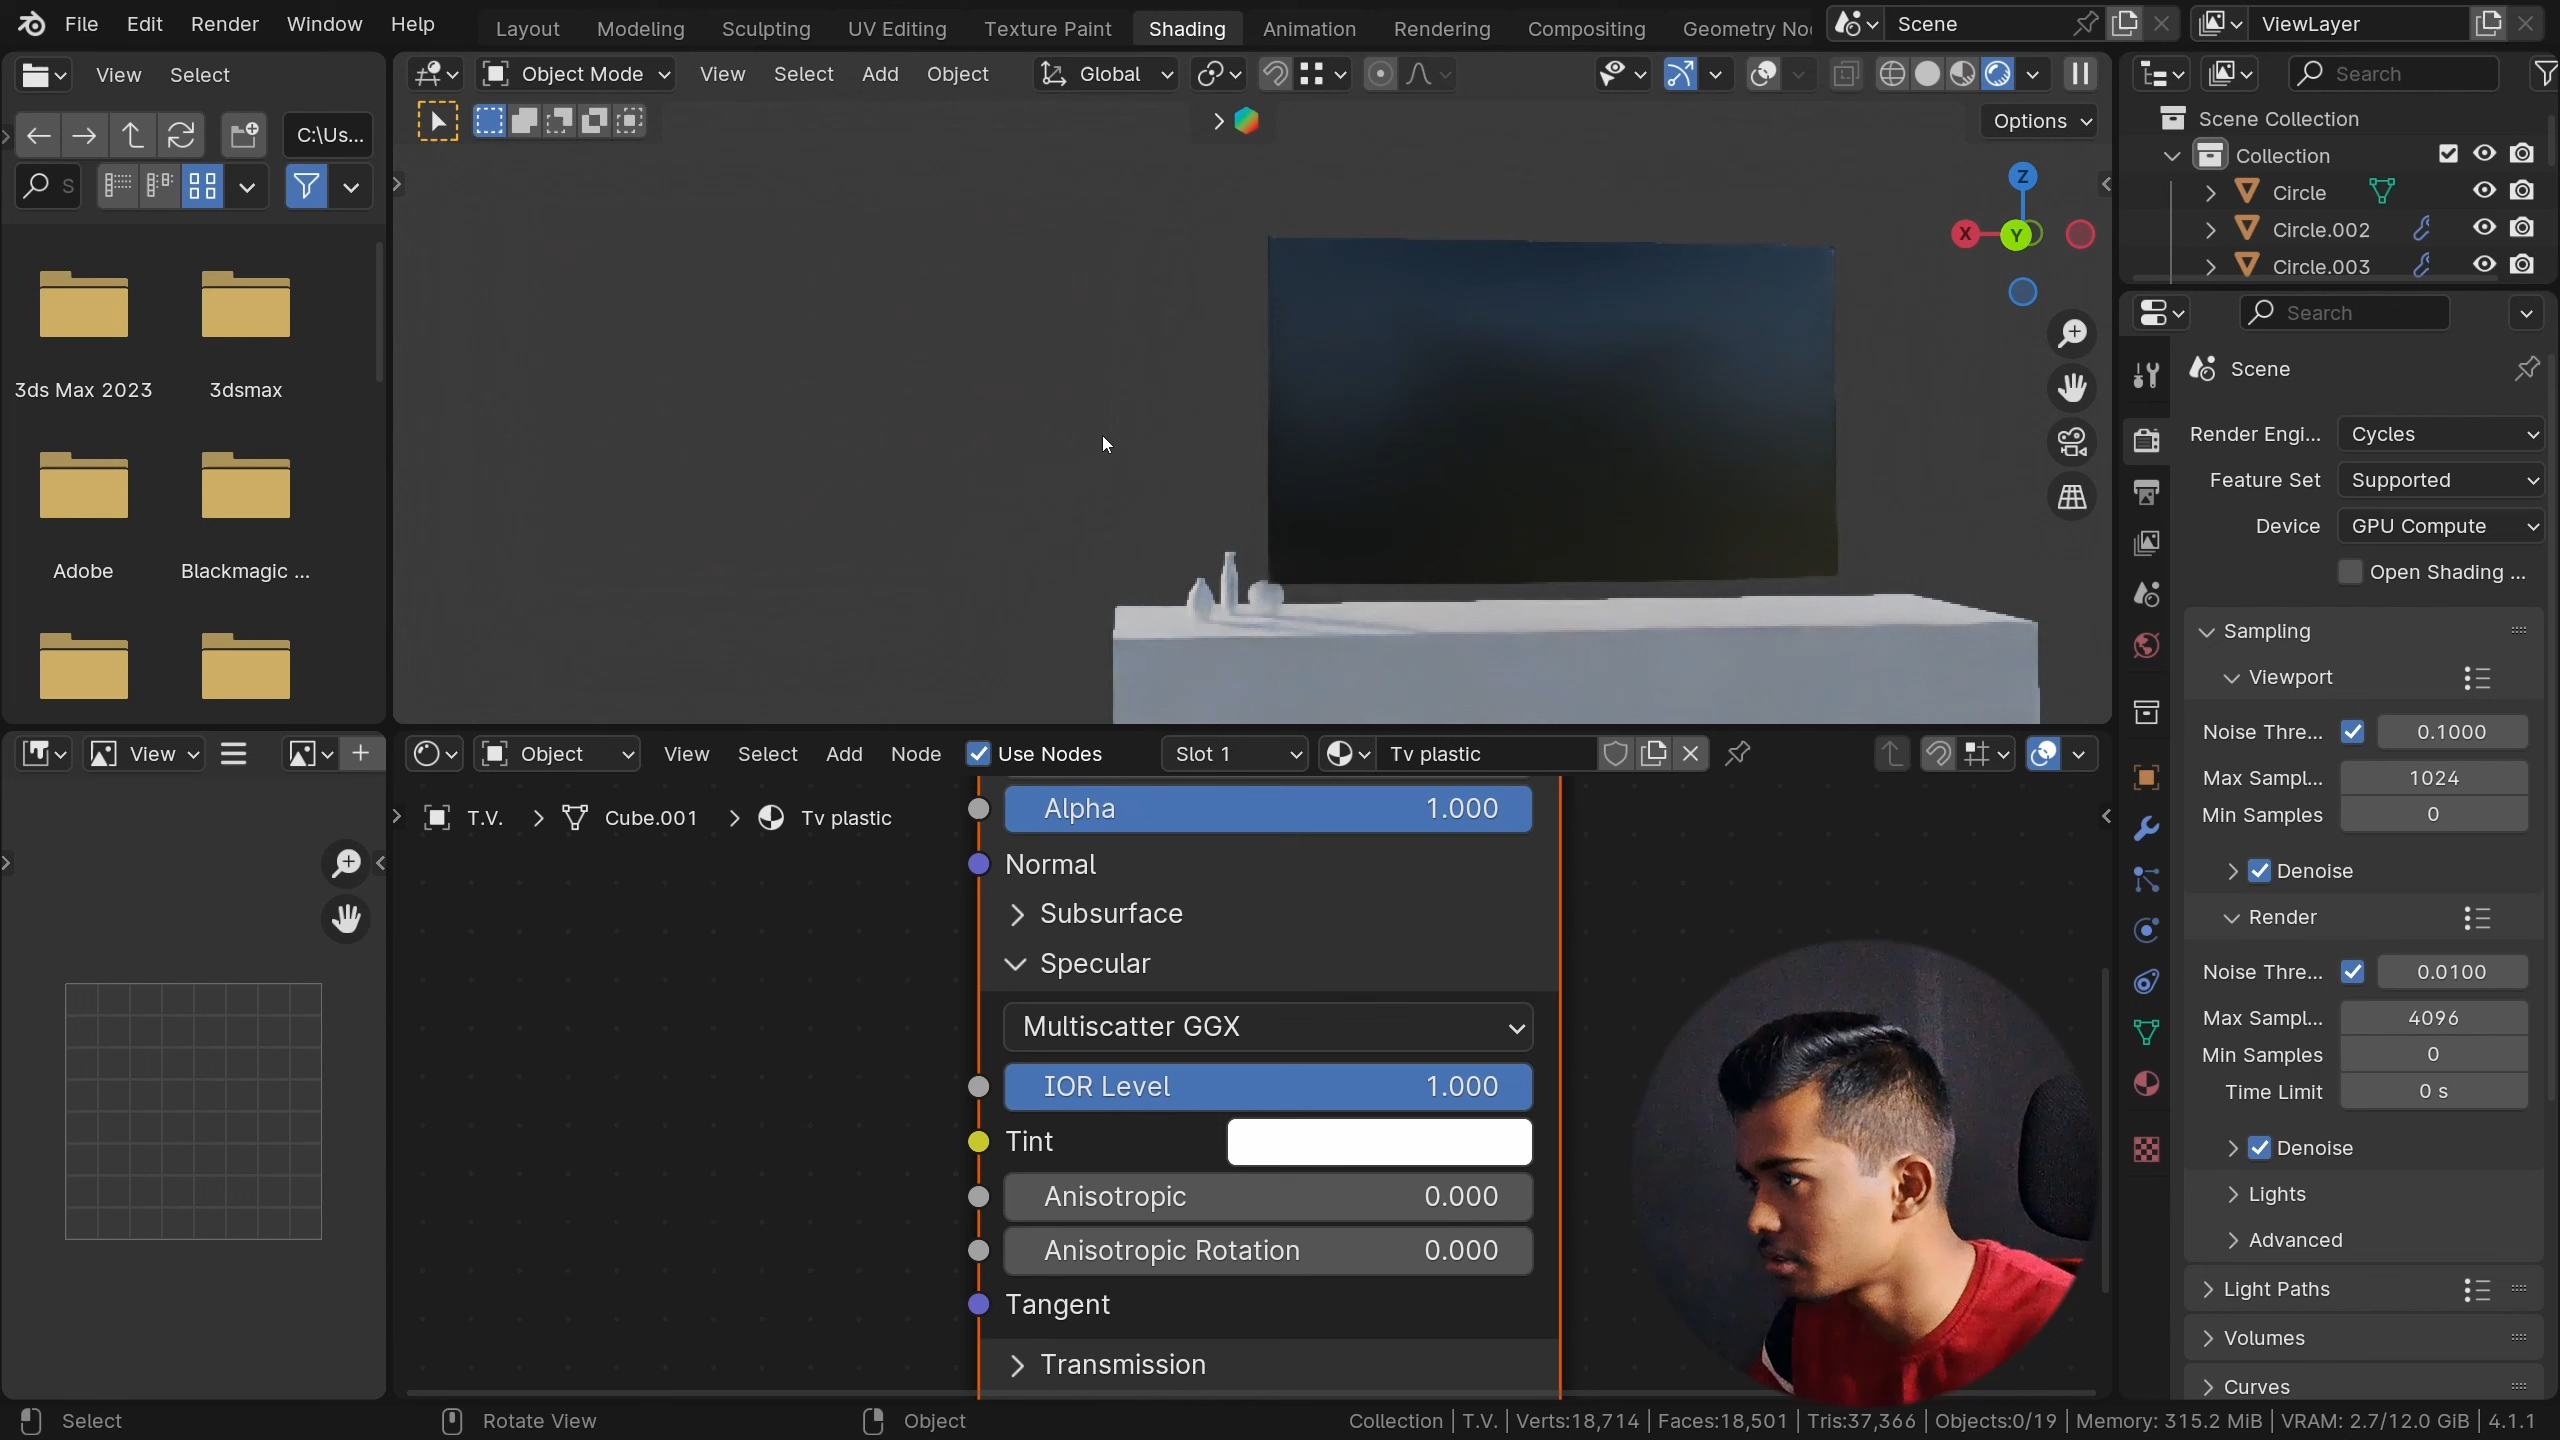 File Edit Render Window Help Layout Modeling Sculpting UV Editing Texture Paint Shading Animation Rendering Compositing Geometry No Scene ViewLayer
View Select Object Mode View Select Add Object Global Search
C:\Us... Options
S
Scene Collection
Collection
Circle
Circle.002
Circle.003
Z
X Y
3ds Max 2023 3dsmax
Adobe Blackmagic ...
Search
Scene
Render Engi... Cycles
Feature Set Supported
Device GPU Compute
Open Shading ...
Sampling
Viewport
Noise Thre... 0.1000
Max Sampl... 1024
Min Samples 0
Denoise
Render
Noise Thre... 0.0100
Max Sampl... 4096
Min Samples 0
Time Limit 0 s
Denoise
Lights
Advanced
Light Paths
Volumes
Curves
View Object View Select Add Node Use Nodes Slot 1 Tv plastic
T.V. Cube.001 Tv plastic
Alpha 1.000
Normal
Subsurface
Specular
Multiscatter GGX
IOR Level 1.000
Tint
Anisotropic 0.000
Anisotropic Rotation 0.000
Tangent
Transmission
Select Rotate View Object Collection | T.V. | Verts:18,714 | Faces:18,501 | Tris:37,366 | Objects:0/19 | Memory: 315.2 MiB | VRAM: 2.7/12.0 GiB | 4.1.1